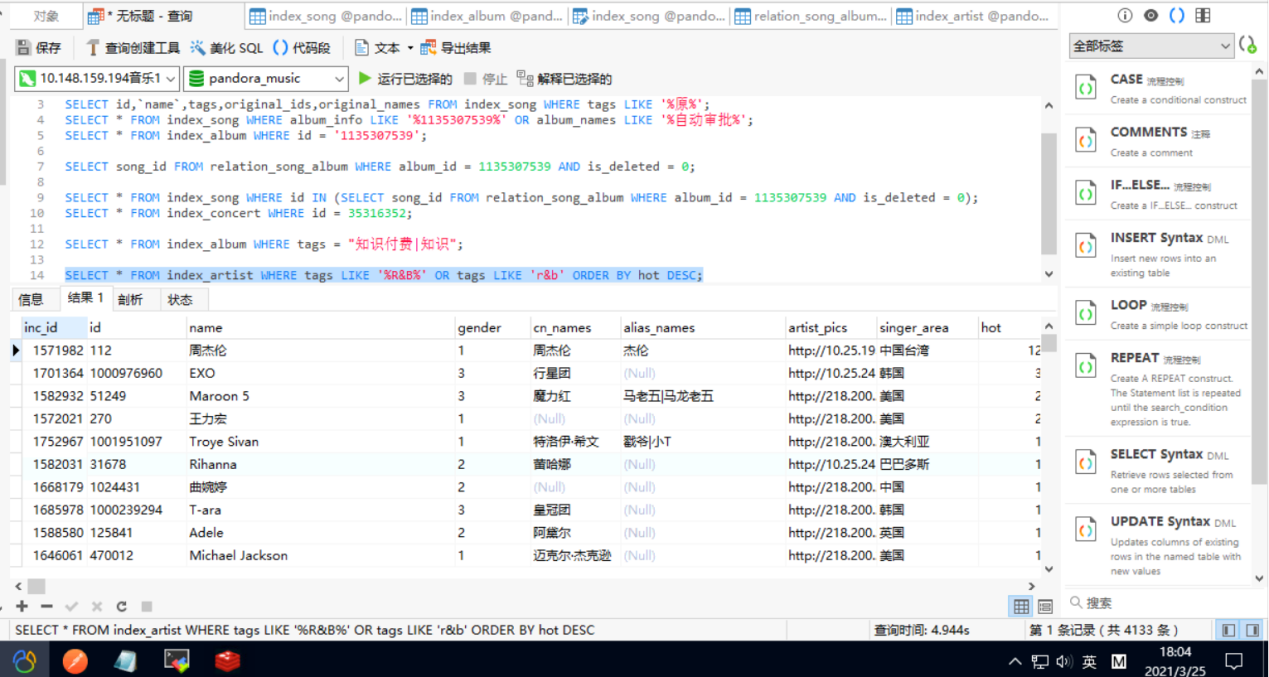 对象
* 无标题 - 查询
index_song @pando...
index_album @pand...
index_song @pando...
relation_song_album...
index_artist @pando...
保存
查询创建工具
美化 SQL
代码段
文本
导出结果
全部标签
10.148.159.194音乐1
pandora_music
运行已选择的
停止
解释已选择的
3 SELECT id,`name`,tags,original_ids,original_names FROM index_song WHERE tags LIKE '%原%';
4 SELECT * FROM index_song WHERE album_info LIKE '%1135307539%' OR album_names LIKE '%自动审批%';
5 SELECT * FROM index_album WHERE id = '1135307539';
6
7 SELECT song_id FROM relation_song_album WHERE album_id = 1135307539 AND is_deleted = 0;
8
9 SELECT * FROM index_song WHERE id IN (SELECT song_id FROM relation_song_album WHERE album_id = 1135307539 AND is_deleted = 0);
10 SELECT * FROM index_concert WHERE id = 35316352;
11
12 SELECT * FROM index_album WHERE tags = "知识付费|知识";
13
14 SELECT * FROM index_artist WHERE tags LIKE '%R&B%' OR tags LIKE 'r&b' ORDER BY hot DESC;
信息 结果 1 剖析 状态
inc_id id name gender cn_names alias_names artist_pics singer_area hot
1571982 112 周杰伦 1 周杰伦 杰伦 http://10.25.19 中国台湾 12
1701364 1000976960 EXO 3 行星团 (Null) http://10.25.24 韩国 3
1582932 51249 Maroon 5 3 魔力红 马老五|马龙老五 http://218.200. 美国 2
1572021 270 王力宏 1 (Null) (Null) http://218.200. 美国 2
1752967 1001951097 Troye Sivan 1 特洛伊·希文 戳爷|小T http://218.200. 澳大利亚 1
1582031 31678 Rihanna 2 蕾哈娜 (Null) http://10.25.24 巴巴多斯 1
1668179 1024431 曲婉婷 2 (Null) (Null) http://218.200. 中国 1
1685978 1000239294 T-ara 3 皇冠团 (Null) http://218.200. 韩国 1
1588580 125841 Adele 2 阿黛尔 (Null) http://218.200. 英国 1
1646061 470012 Michael Jackson 1 迈克尔·杰克逊 (Null) http://218.200. 美国 1
CASE 流程控制
Create a conditional construct
COMMENTS 注释
Create a comment
IF...ELSE... 流程控制
Create a IF...ELSE... construct
INSERT Syntax DML
Insert new rows into an
existing table
LOOP 流程控制
Create a simple loop construct
REPEAT 流程控制
Create A REPEAT construct.
The Statement list is repeated
until the search_condition
expression is true.
SELECT Syntax DML
Retrieve rows selected from
one or more tables
UPDATE Syntax DML
Updates columns of existing
rows in the named table with
new values
搜索
SELECT * FROM index_artist WHERE tags LIKE '%R&B%' OR tags LIKE 'r&b' ORDER BY hot DESC
查询时间: 4.944s
第 1 条记录 ( 共 4133 条 )
英
M
18:04
2021/3/25